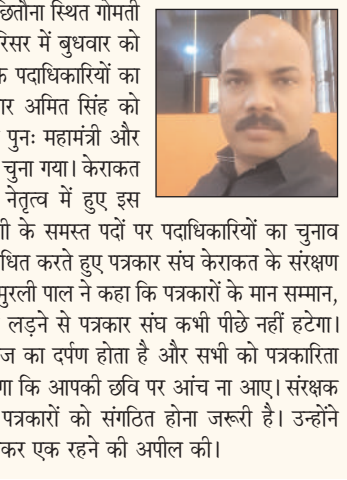 छितौना स्थित गोमती
रिसर में बुधवार को
पदाधिकारियों का
अमित सिंह को
पुनः महामंत्री और
चुना गया। केराकत
नेतृत्व में हुए इस
के समस्त पदों पर पदाधिकारियों का चुनाव
करते हुए पत्रकार संघ केराकत के संरक्षण
मुरली पाल ने कहा कि पत्रकारों के मान सम्मान,
लड़ने से पत्रकार संघ कभी पीछे नहीं हटेगा।
का दर्पण होता है और सभी को पत्रकारिता
कि आपकी छवि पर आंच ना आए। संरक्षक
पत्रकारों को संगठित होना जरूरी है। उन्होंने
कर एक रहने की अपील की।